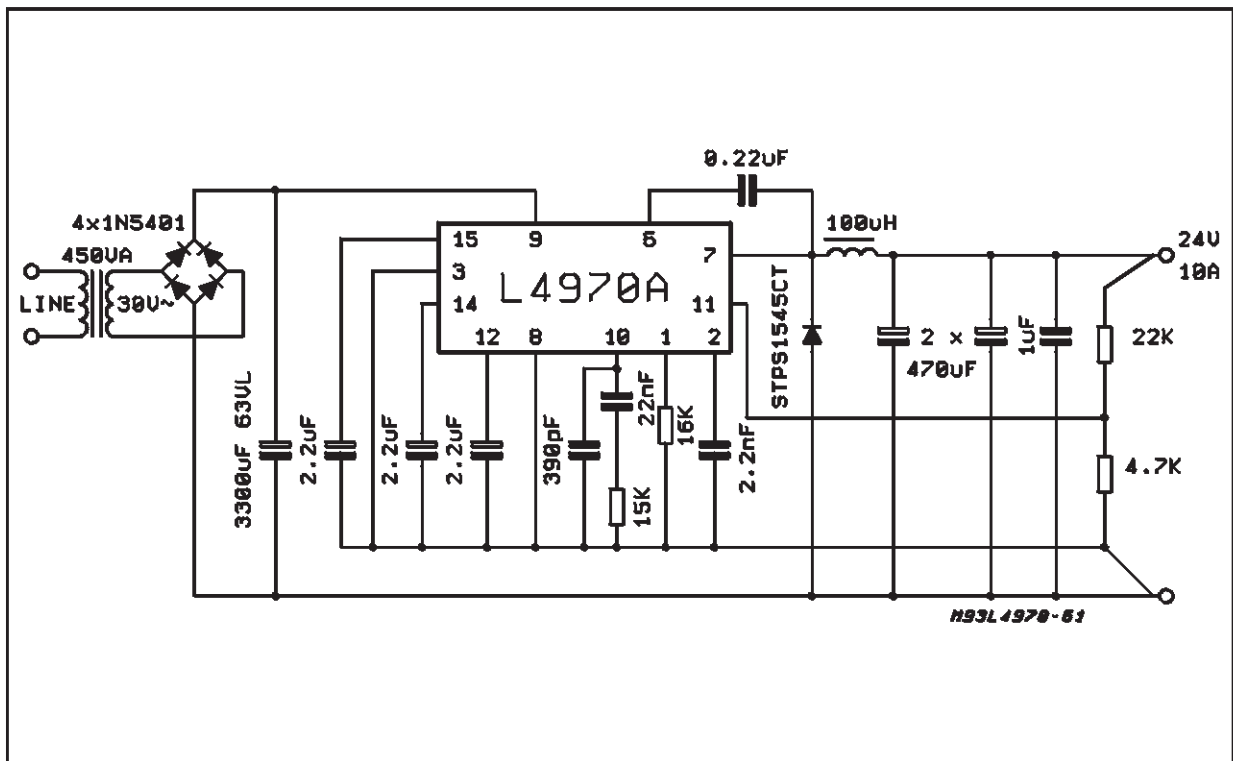 0.22uF
4x1N5401
100uH
15
9
6
24V
450VA
7
3
L4970A
10A
LINE
30V~
14
11
12
8
10
1
2
STPS1545CT
2 x
470uF
1uF
22K
3300uF 63VL
2.2uF
2.2uF
2.2uF
390pF
22nF
16K
2.2nF
4.7K
15K
M93L4970-61